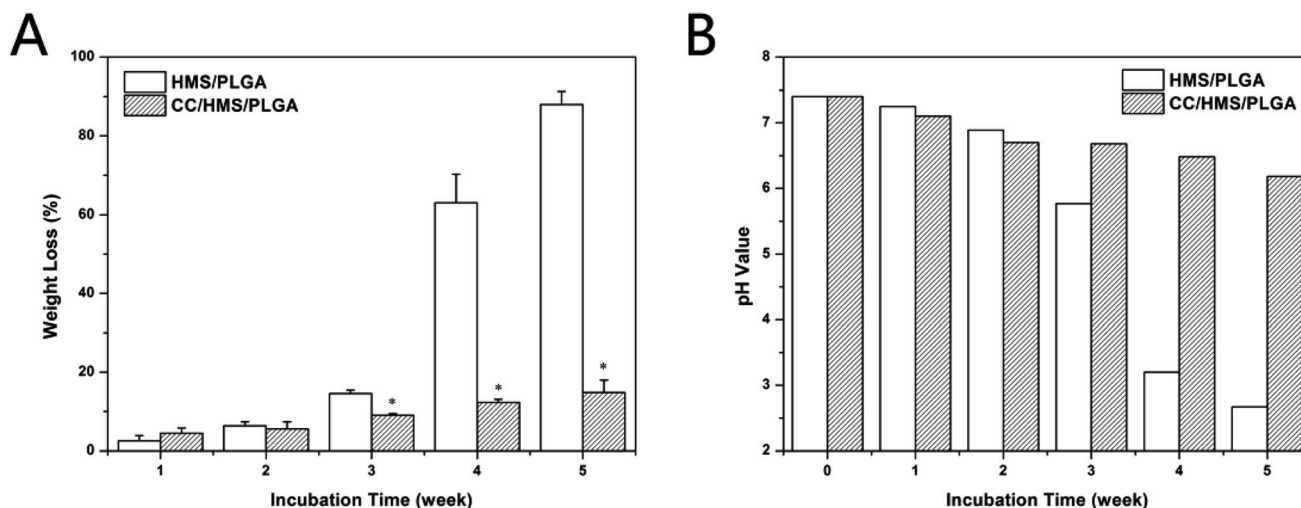 A
100
80
60
40
20
0
Weight Loss (%)
HMS/PLGA
CC/HMS/PLGA
*
*
*
1 2 3 4 5
Incubation Time (week)
B
8
7
6
5
4
3
2
pH Value
HMS/PLGA
CC/HMS/PLGA
0 1 2 3 4 5
Incubation Time (week)